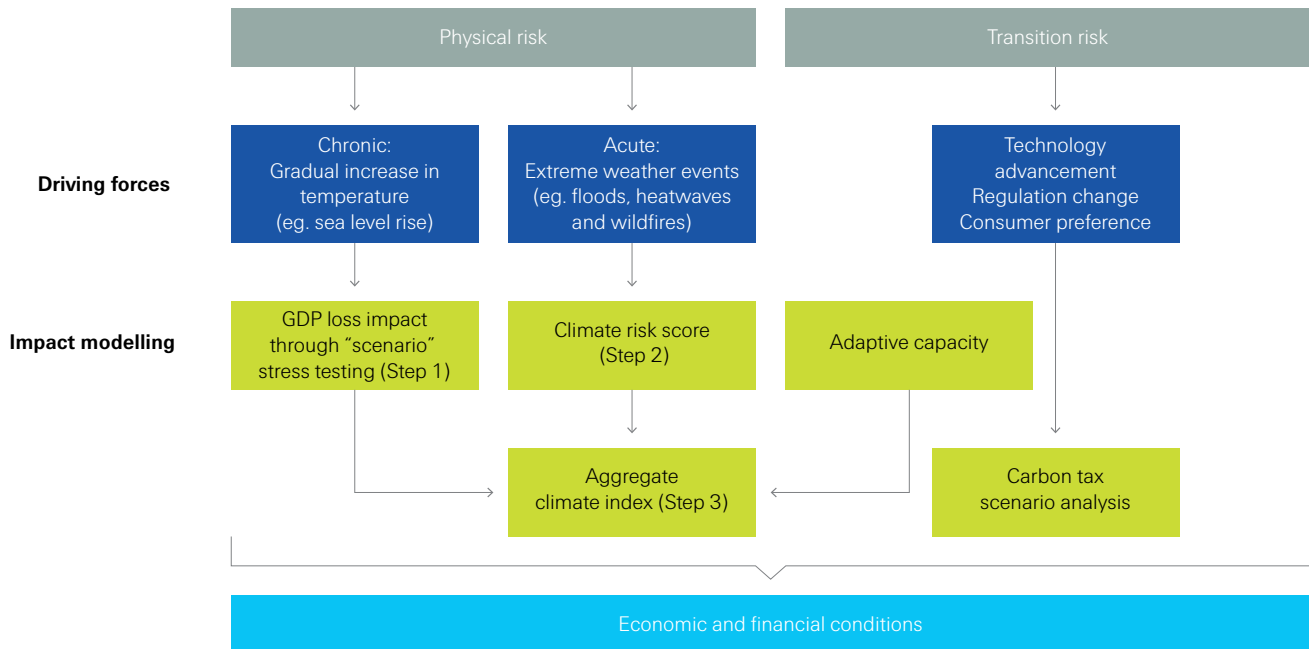 Physical risk
Transition risk
Driving forces
Chronic:
Gradual increase in
temperature
(eg. sea level rise)
Acute:
Extreme weather events
(eg. floods, heatwaves
and wildfires)
Technology
advancement
Regulation change
Consumer preference
Impact modelling
GDP loss impact
through “scenario”
stress testing (Step 1)
Climate risk score
(Step 2)
Adaptive capacity
Aggregate
climate index (Step 3)
Carbon tax
scenario analysis
Economic and financial conditions